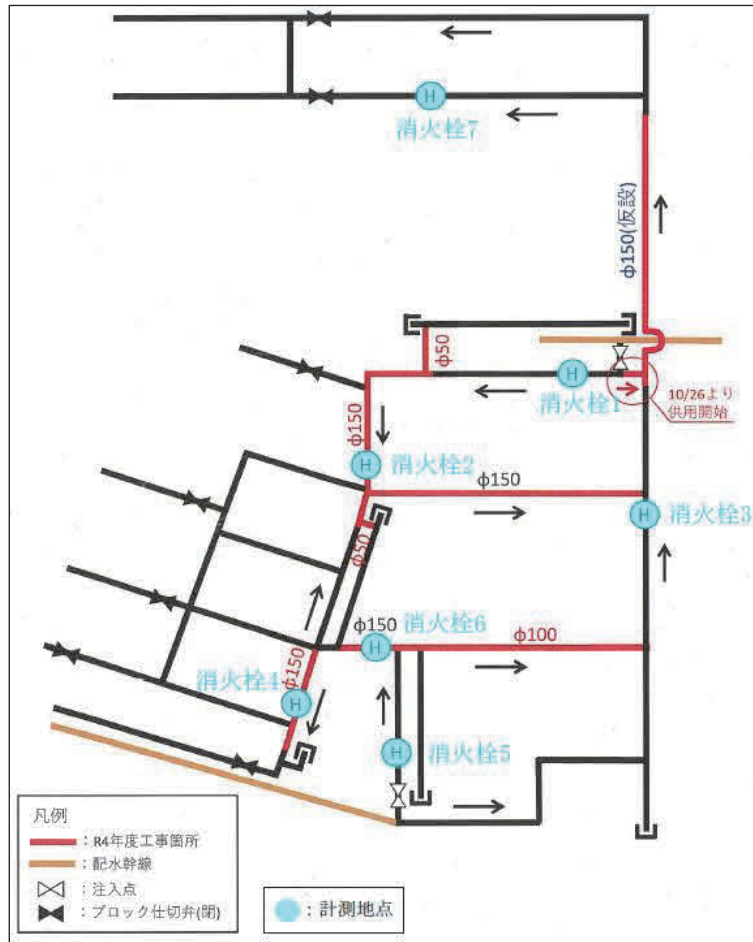 H
消火栓7
φ150(仮設)
φ50
H
消火栓1
10/26より
供用開始
φ150
H
消火栓2
φ150
H
消火栓3
φ50
φ150
消火栓6
H
φ100
消火栓4
φ150
H
H
消火栓5
凡例
：R4年度工事箇所
：配水幹線
：注入点
：ブロック仕切弁(閉)
：計測地点